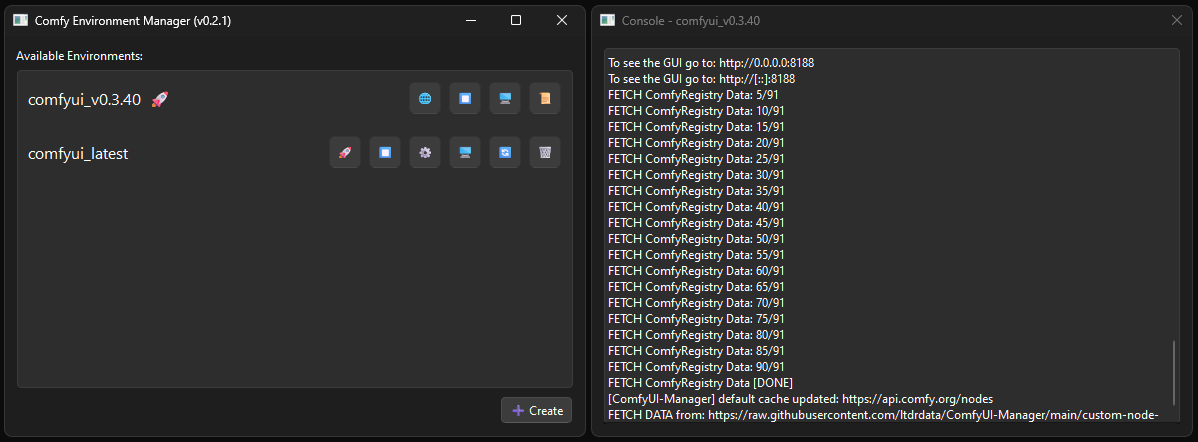 Comfy Environment Manager (v0.2.1)
Available Environments:
comfyui_v0.3.40
comfyui_latest
Create
Console - comfyui_v0.3.40
To see the GUI go to: http://0.0.0.0:8188
To see the GUI go to: http://[::]:8188
FETCH ComfyRegistry Data: 5/91
FETCH ComfyRegistry Data: 10/91
FETCH ComfyRegistry Data: 15/91
FETCH ComfyRegistry Data: 20/91
FETCH ComfyRegistry Data: 25/91
FETCH ComfyRegistry Data: 30/91
FETCH ComfyRegistry Data: 35/91
FETCH ComfyRegistry Data: 40/91
FETCH ComfyRegistry Data: 45/91
FETCH ComfyRegistry Data: 50/91
FETCH ComfyRegistry Data: 55/91
FETCH ComfyRegistry Data: 60/91
FETCH ComfyRegistry Data: 65/91
FETCH ComfyRegistry Data: 70/91
FETCH ComfyRegistry Data: 75/91
FETCH ComfyRegistry Data: 80/91
FETCH ComfyRegistry Data: 85/91
FETCH ComfyRegistry Data: 90/91
FETCH ComfyRegistry Data [DONE]
[ComfyUI-Manager] default cache updated: https://api.comfy.org/nodes
FETCH DATA from: https://raw.githubusercontent.com/ltdrdata/ComfyUI-Manager/main/custom-node-